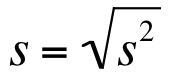 s = √s²